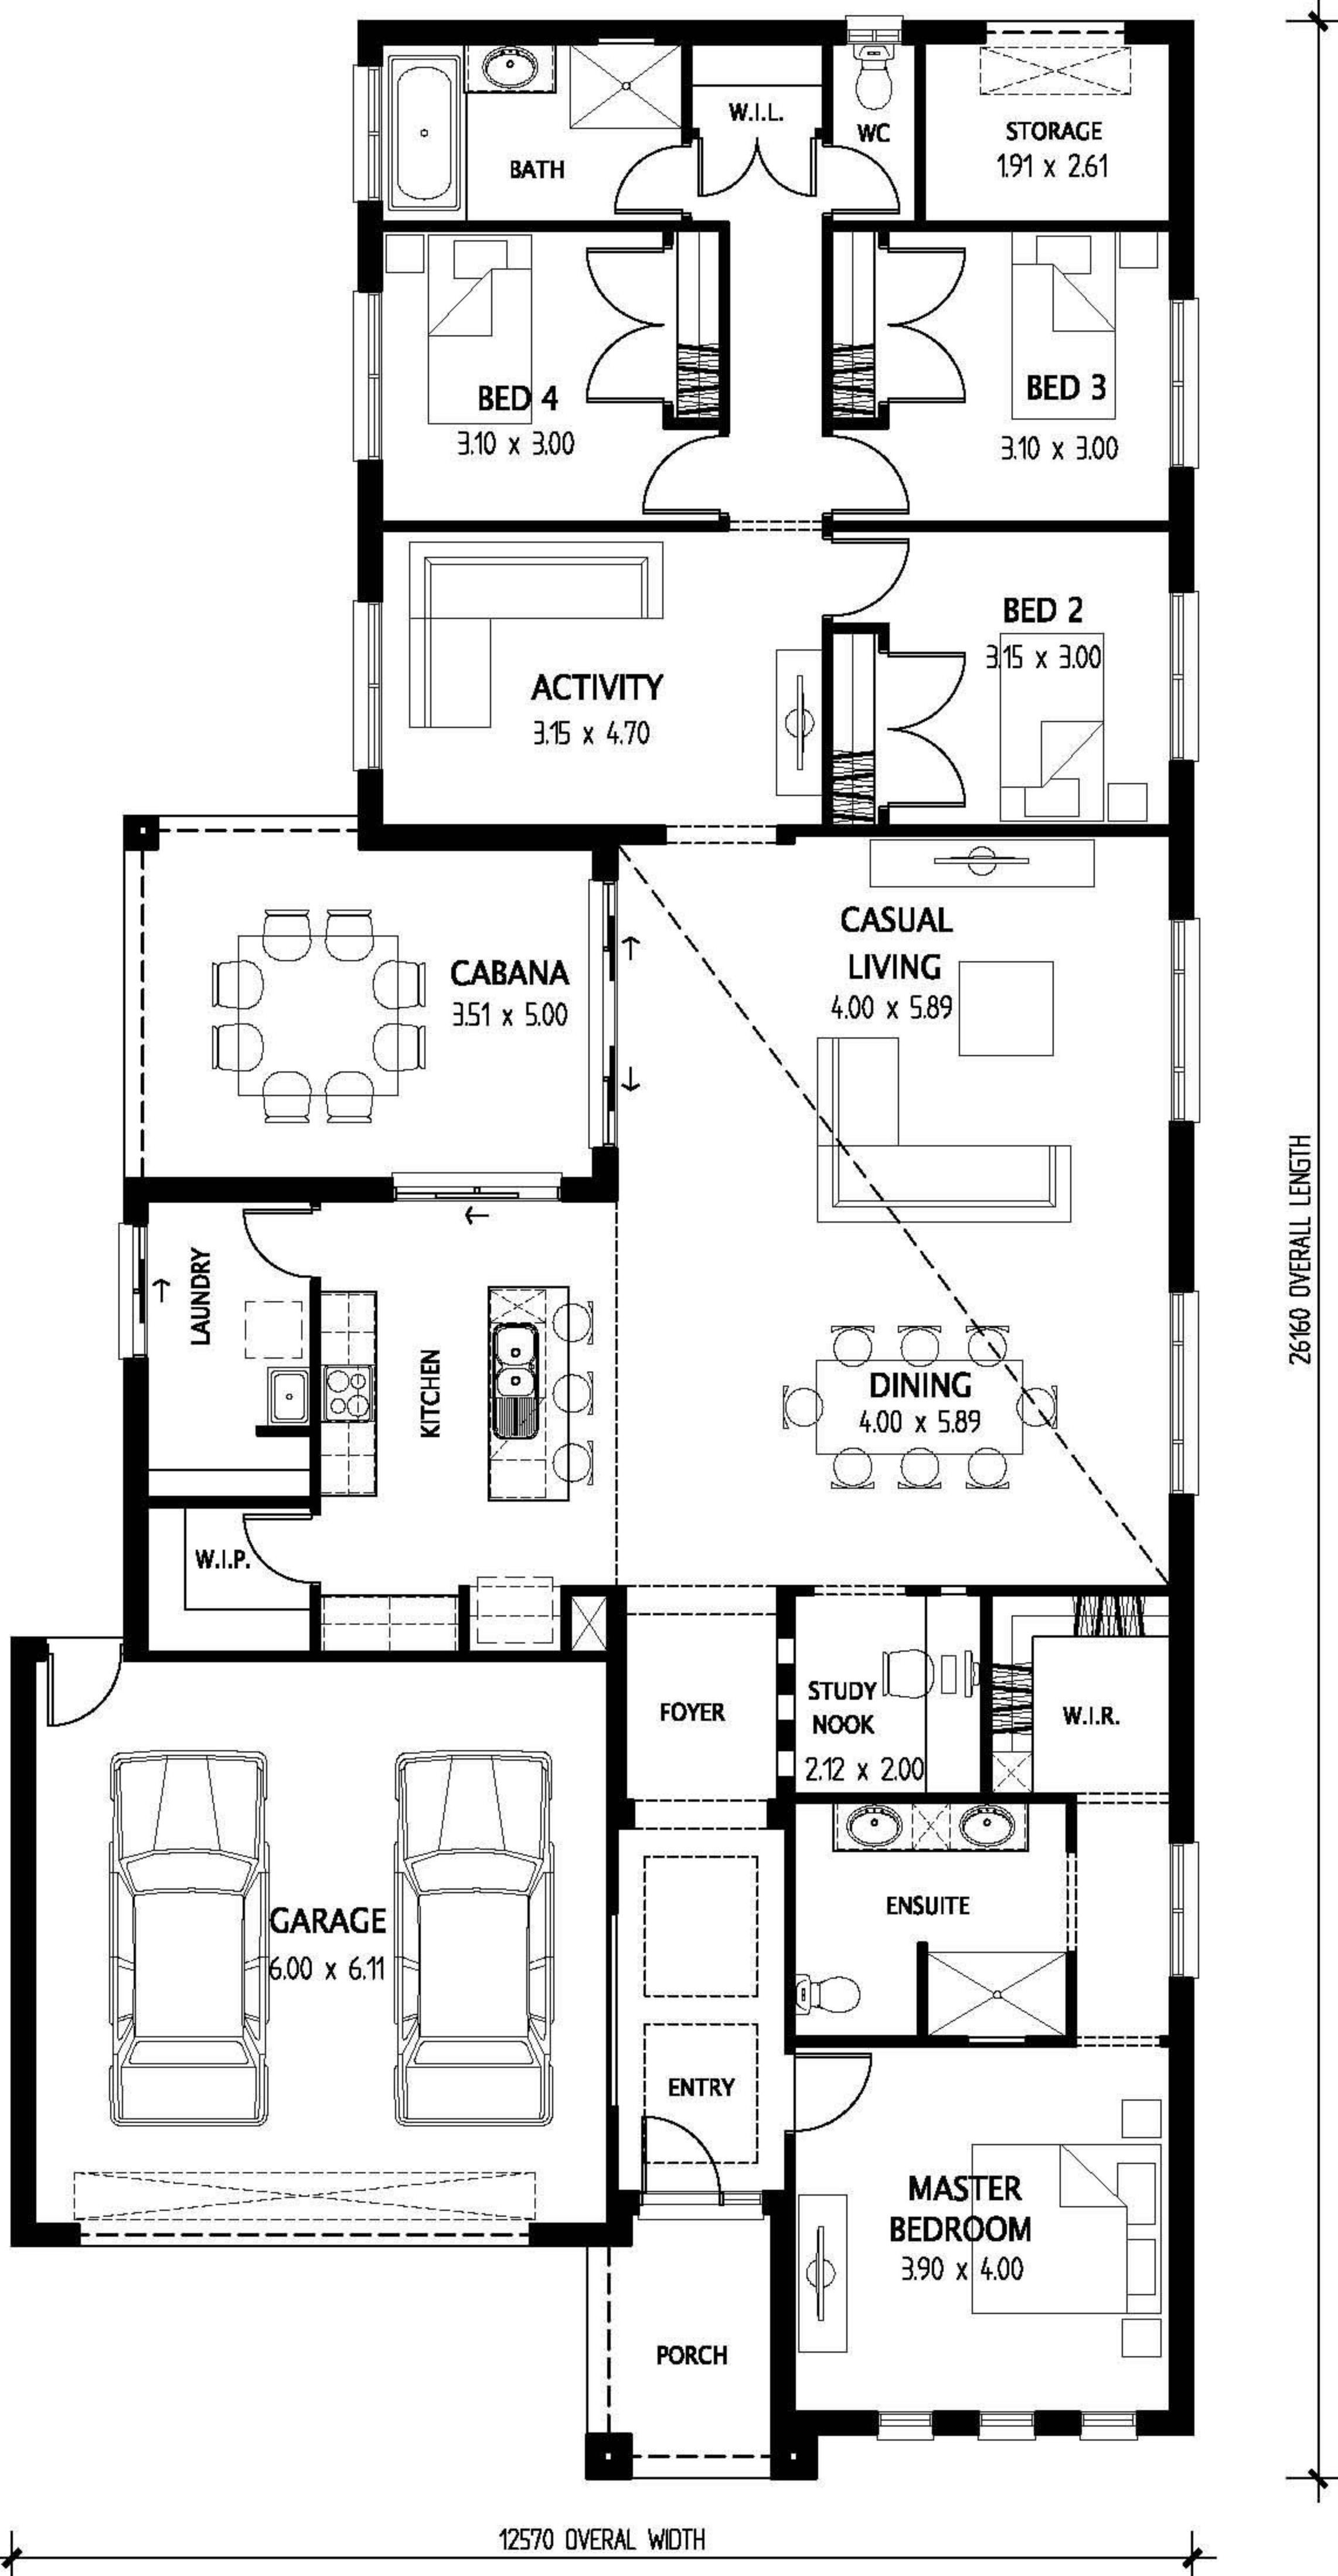 W.I.L.
WC
STORAGE
1.91 x 2.61
BATH
BED 4
3.10 x 3.00
BED 3
3.10 x 3.00
BED 2
3.15 x 3.00
ACTIVITY
3.15 x 4.70
CASUAL
LIVING
4.00 x 5.89
CABANA
3.51 x 5.00
26160 OVERALL LENGTH
LAUNDRY
KITCHEN
DINING
4.00 x 5.89
W.I.P.
FOYER
STUDY
NOOK
2.12 x 2.00
W.I.R.
GARAGE
6.00 x 6.11
ENSUITE
ENTRY
MASTER
BEDROOM
3.90 x 4.00
PORCH
12570 OVERAL WIDTH